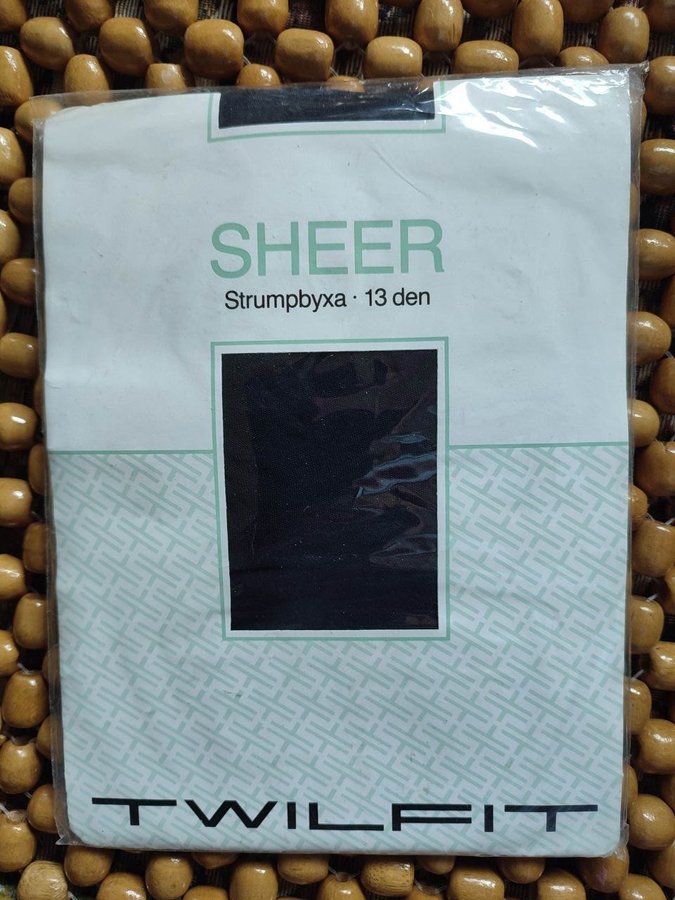 SHEER
Strumpbyxa · 13 den
TWILFIT